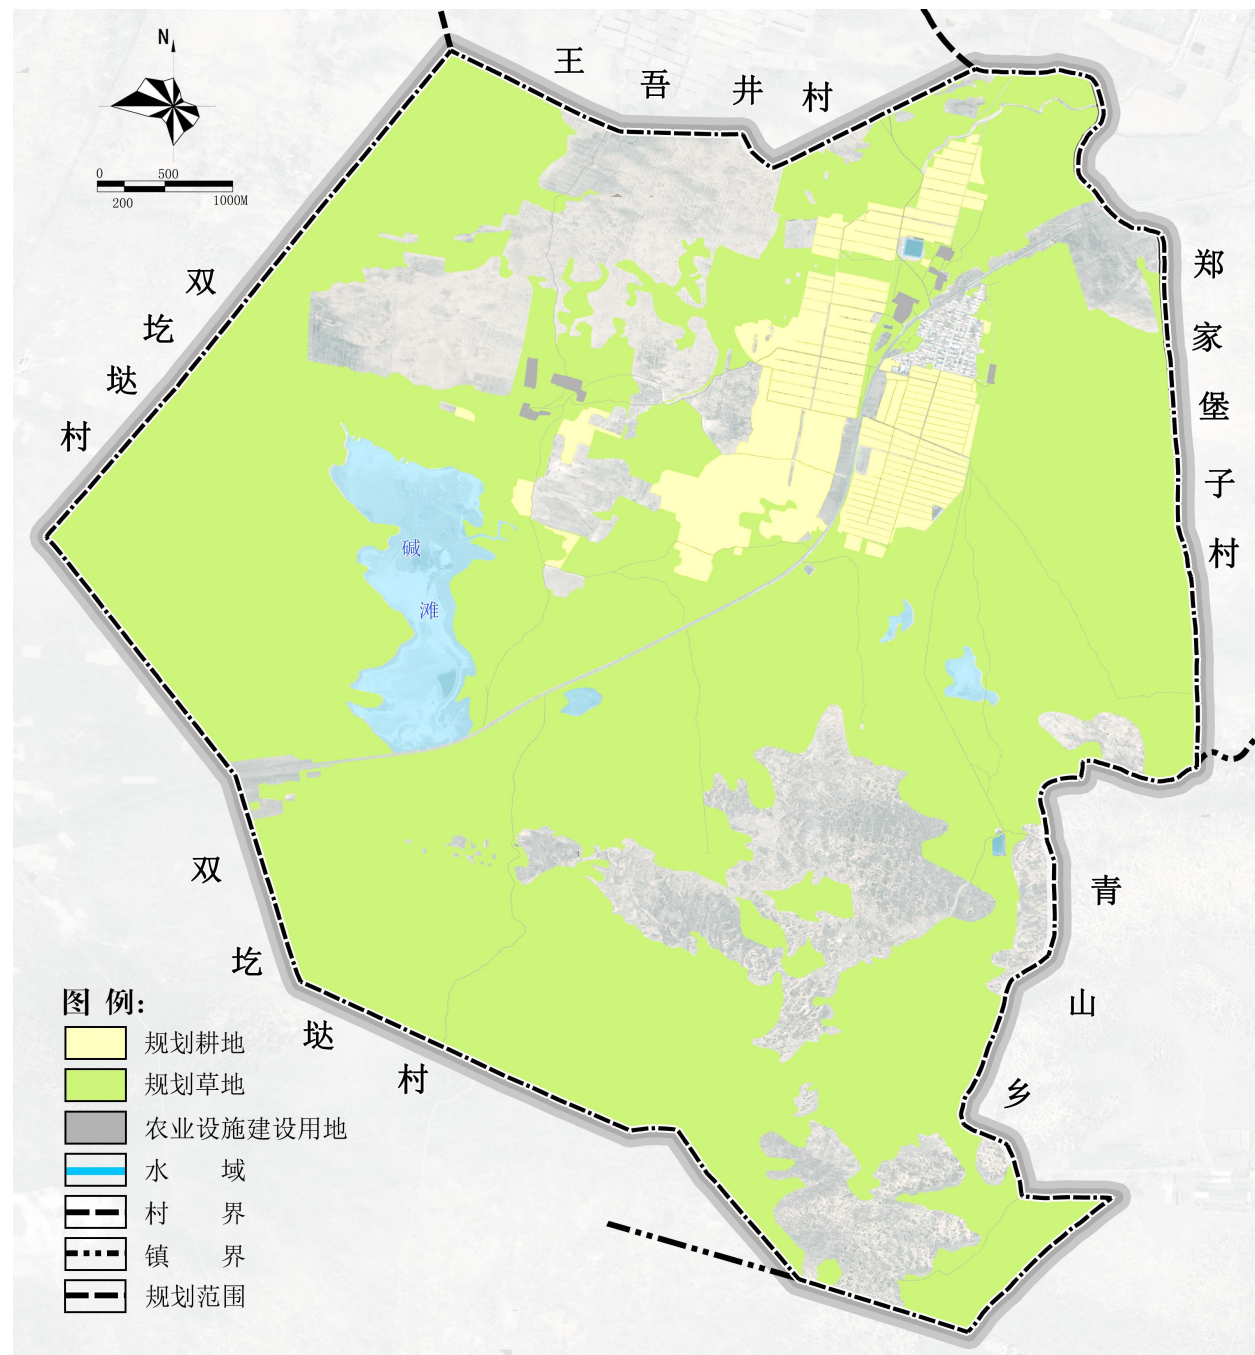 N
0 500
200 1000M
王吾井村
双圪垯村
郑家堡子村
碱滩
双圪垯村
青山乡
图 例:
规划耕地
规划草地
农业设施建设用地
水 域
村 界
镇 界
规划范围